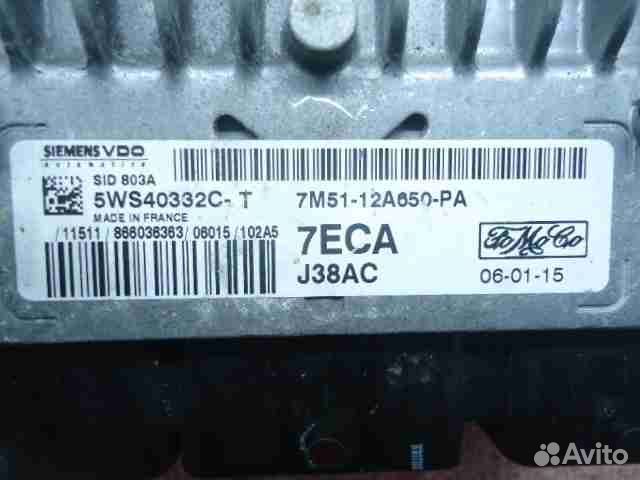 SIEMENS VDO
Automotive
SID 803A
5WS40332C-T 7M51-12A650-PA
MADE IN FRANCE
/11511/866036363/06015/102A5
7ECA
FoMoCo
J38AC
06-01-15
Avito